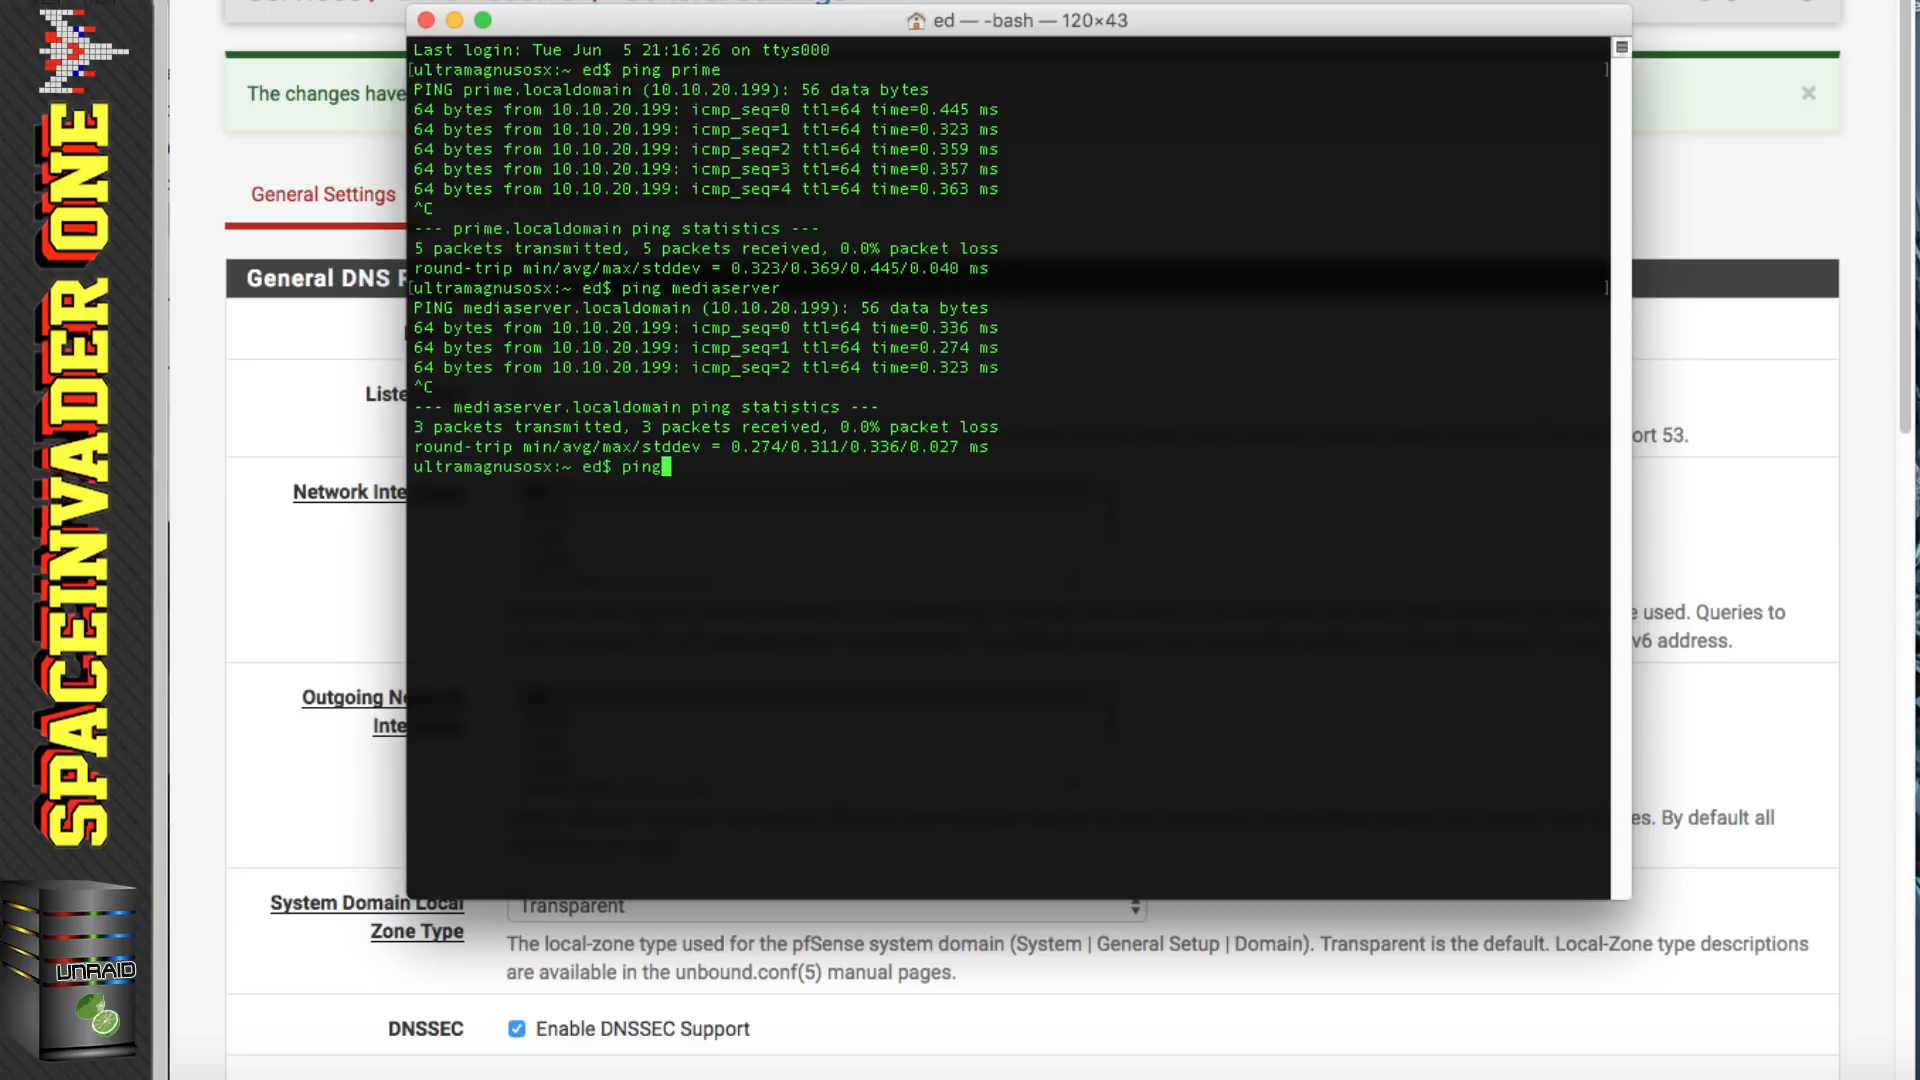 SPACEINVADER ONE
UNRAID
ed — -bash — 120×43
Last login: Tue Jun  5 21:16:26 on ttys000
[ultramagnusosx:~ ed$ ping prime ]
PING prime.localdomain (10.10.20.199): 56 data bytes
64 bytes from 10.10.20.199: icmp_seq=0 ttl=64 time=0.445 ms
64 bytes from 10.10.20.199: icmp_seq=1 ttl=64 time=0.323 ms
64 bytes from 10.10.20.199: icmp_seq=2 ttl=64 time=0.359 ms
64 bytes from 10.10.20.199: icmp_seq=3 ttl=64 time=0.357 ms
64 bytes from 10.10.20.199: icmp_seq=4 ttl=64 time=0.363 ms
^C
--- prime.localdomain ping statistics ---
5 packets transmitted, 5 packets received, 0.0% packet loss
round-trip min/avg/max/stddev = 0.323/0.369/0.445/0.040 ms
[ultramagnusosx:~ ed$ ping mediaserver ]
PING mediaserver.localdomain (10.10.20.199): 56 data bytes
64 bytes from 10.10.20.199: icmp_seq=0 ttl=64 time=0.336 ms
64 bytes from 10.10.20.199: icmp_seq=1 ttl=64 time=0.274 ms
64 bytes from 10.10.20.199: icmp_seq=2 ttl=64 time=0.323 ms
^C
--- mediaserver.localdomain ping statistics ---
3 packets transmitted, 3 packets received, 0.0% packet loss
round-trip min/avg/max/stddev = 0.274/0.311/0.336/0.027 ms
ultramagnusosx:~ ed$ ping
The changes have
×
General Settings
General DNS
Liste
ort 53.
Network Inte
e used. Queries to
v6 address.
Outgoing Ne
Inte
es. By default all
System Domain Local
Zone Type
Transparent
The local-zone type used for the pfSense system domain (System | General Setup | Domain). Transparent is the default. Local-Zone type descriptions
are available in the unbound.conf(5) manual pages.
DNSSEC
Enable DNSSEC Support